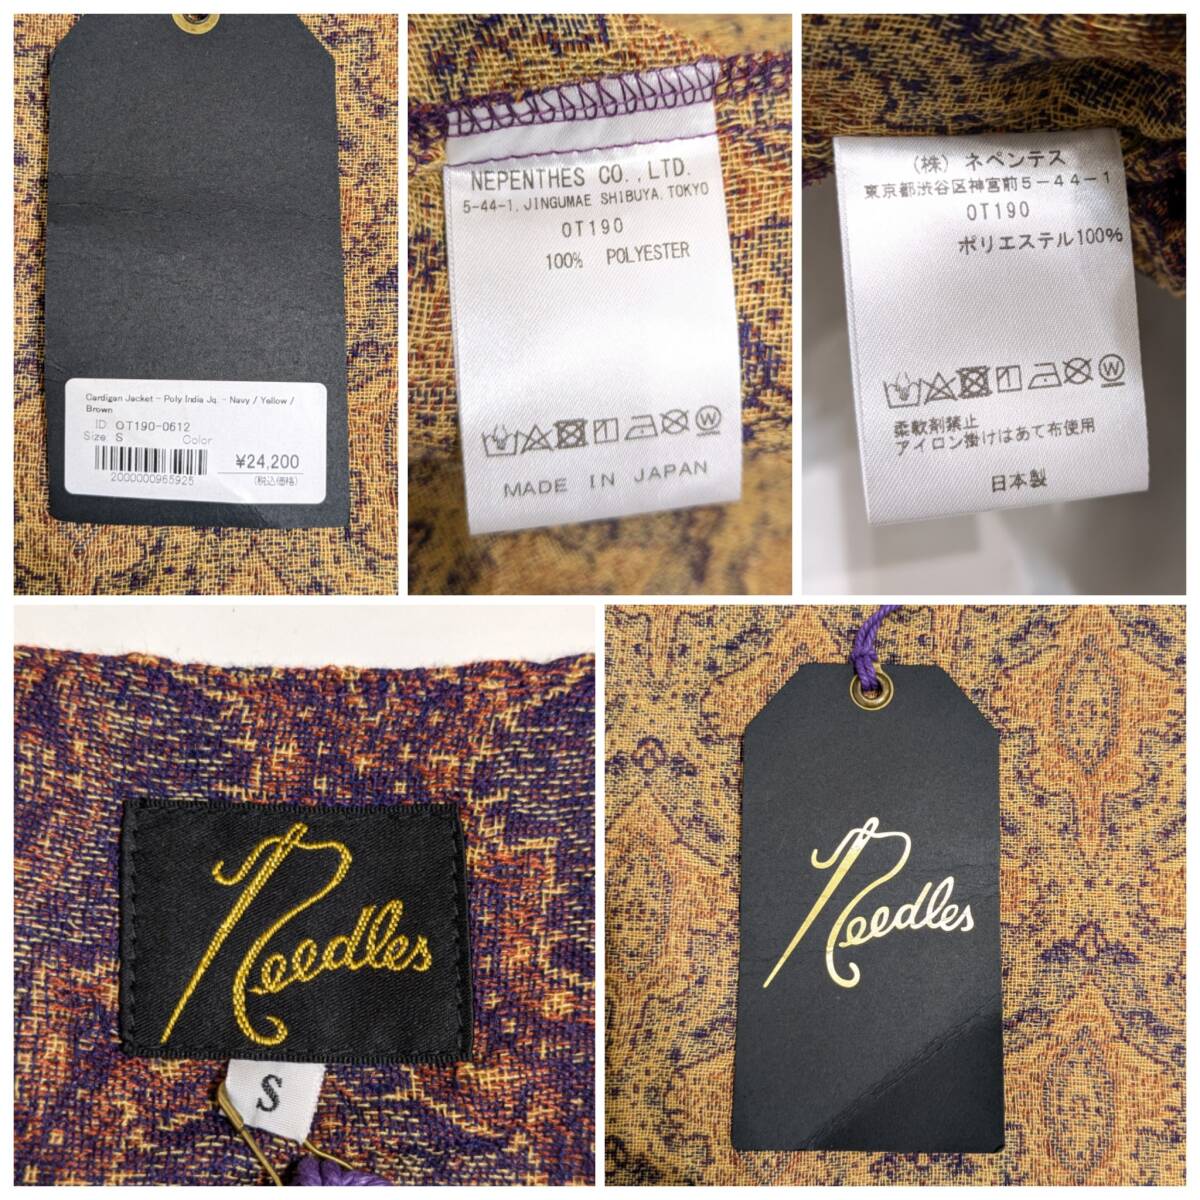 Cardigan Jacket - Poly India Jq. - Navy / Yellow /
Brown
ID: OT190-0612
Size: S Color
¥24,200
2000000965925
(税込価格)
NEPENTHES CO.,LTD.
5-44-1, JINGUMAE SHIBUYA, TOKYO
OT190
100% POLYESTER
W
MADE IN JAPAN
(株) ネペンテス
東京都渋谷区神宮前5-44-1
OT190
ポリエステル100%
W
柔軟剤禁止
アイロン掛けはあて布使用
日本製
Needles
S
Needles